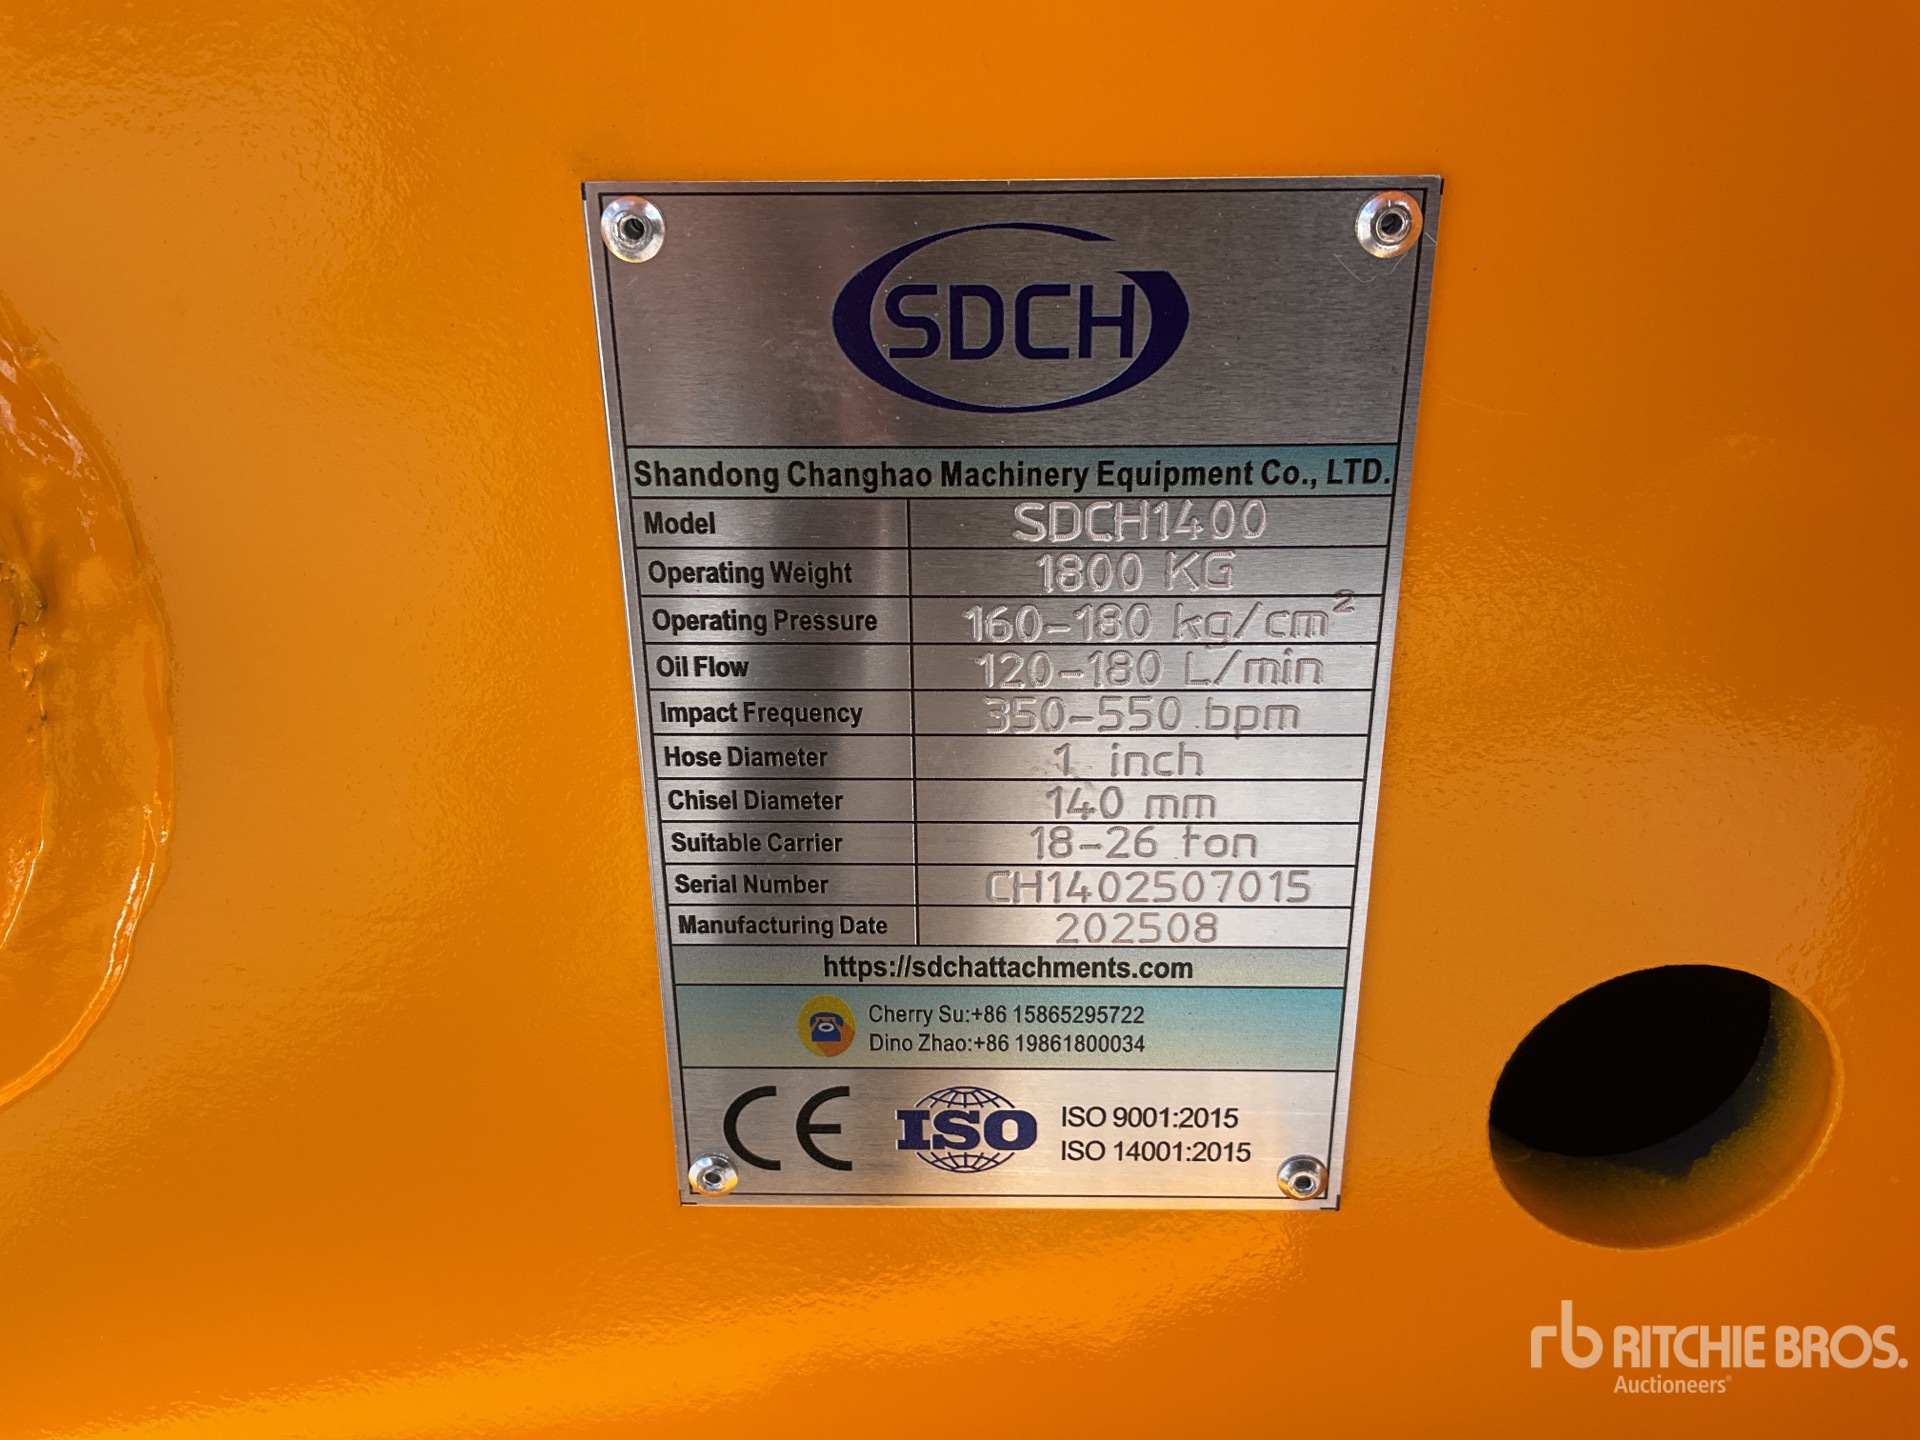 SDCH
Shandong Changhao Machinery Equipment Co., LTD.
Model SDCH1400
Operating Weight 1800 KG
Operating Pressure 160-180 kg/cm²
Oil Flow 120-180 L/min
Impact Frequency 350-550 bpm
Hose Diameter 1 inch
Chisel Diameter 140 mm
Suitable Carrier 18-26 ton
Serial Number CH1402507015
Manufacturing Date 202508
https://sdchattachments.com
Cherry Su:+86 15865295722
Dino Zhao:+86 19861800034
CE ISO ISO 9001:2015
ISO 14001:2015
rb RITCHIE BROS.
Auctioneers®